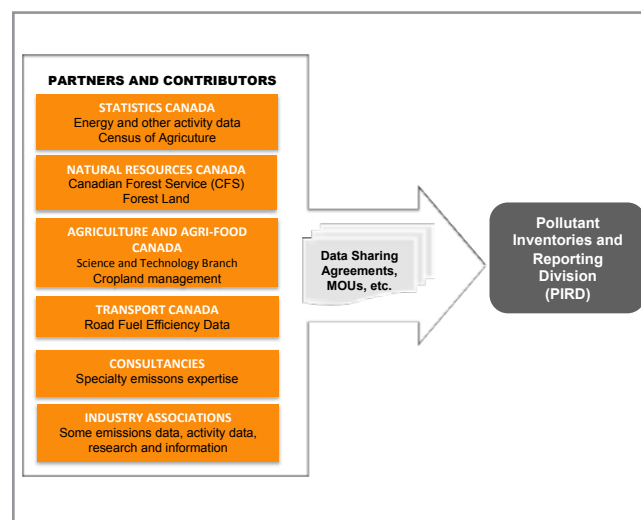 PARTNERS AND CONTRIBUTORS
STATISTICS CANADA
Energy and other activity data
Census of Agricuture
NATURAL RESOURCES CANADA
Canadian Forest Service (CFS)
Forest Land
AGRICULTURE AND AGRI-FOOD
CANADA
Science and Technology Branch
Cropland management
TRANSPORT CANADA
Road Fuel Efficiency Data
CONSULTANCIES
Specialty emissons expertise
INDUSTRY ASSOCIATIONS
Some emissions data, activity data,
research and information
Data Sharing
Agreements,
MOUs, etc.
Pollutant
Inventories and
Reporting
Division
(PIRD)